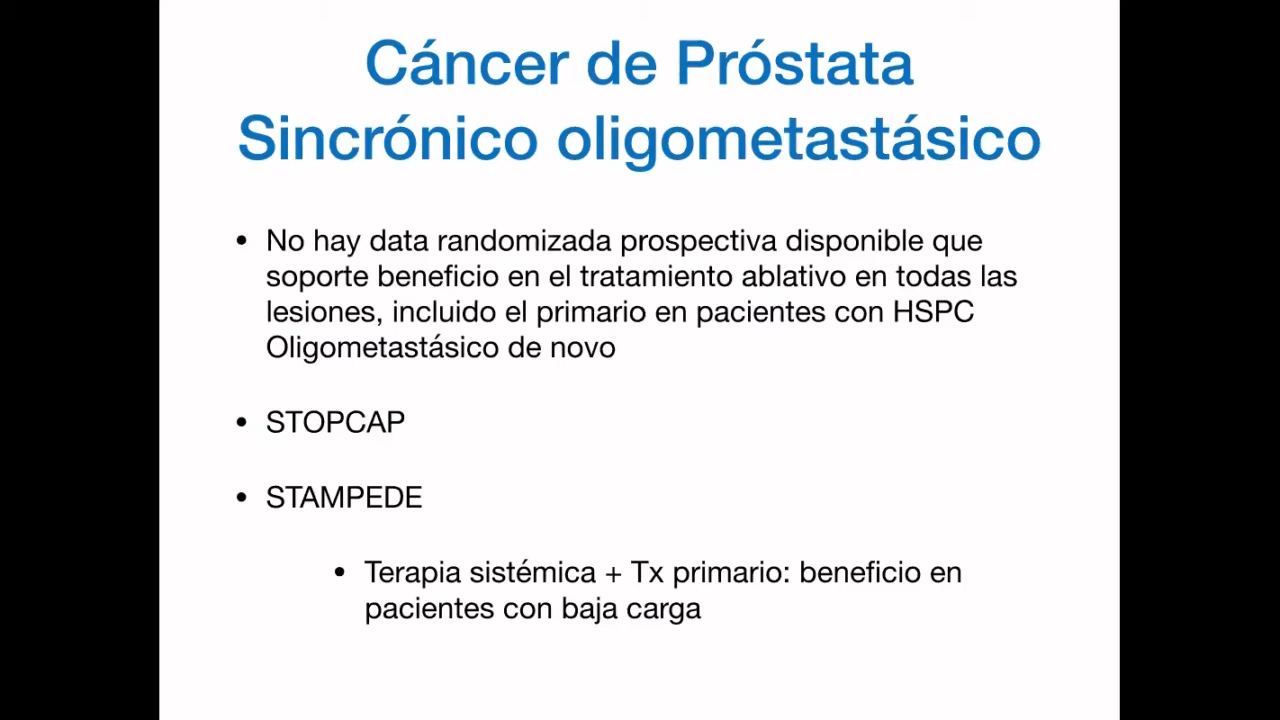 Cáncer de Próstata
Sincrónico oligometastásico
• No hay data randomizada prospectiva disponible que
soporte beneficio en el tratamiento ablativo en todas las
lesiones, incluido el primario en pacientes con HSPC
Oligometastásico de novo
• STOPCAP
• STAMPEDE
• Terapia sistémica + Tx primario: beneficio en
pacientes con baja carga